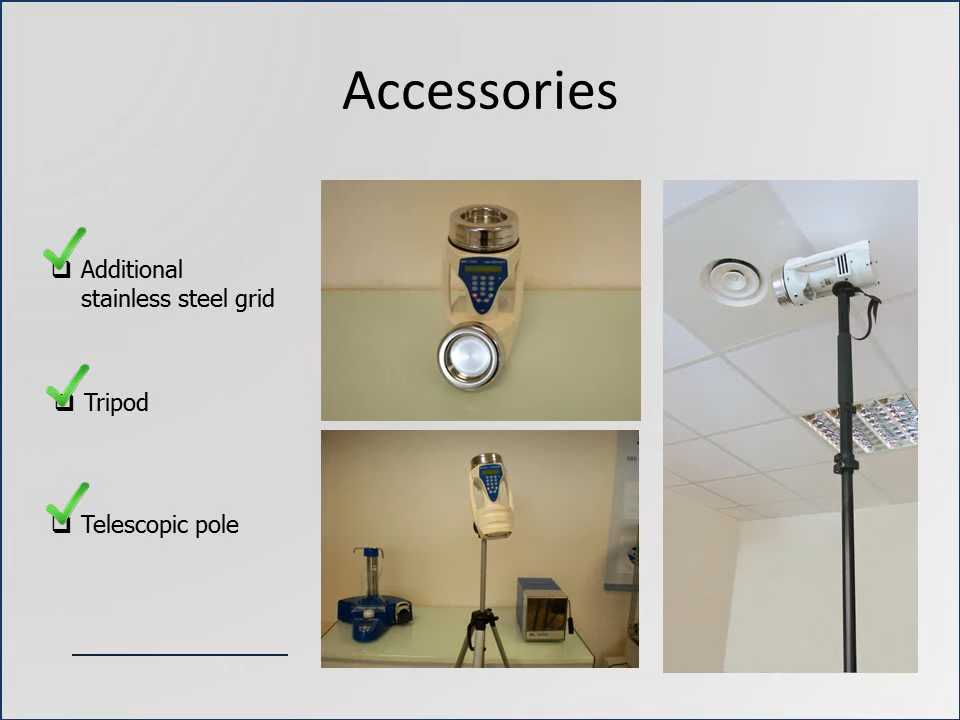 Accessories
Additional
stainless steel grid
Tripod
Telescopic pole